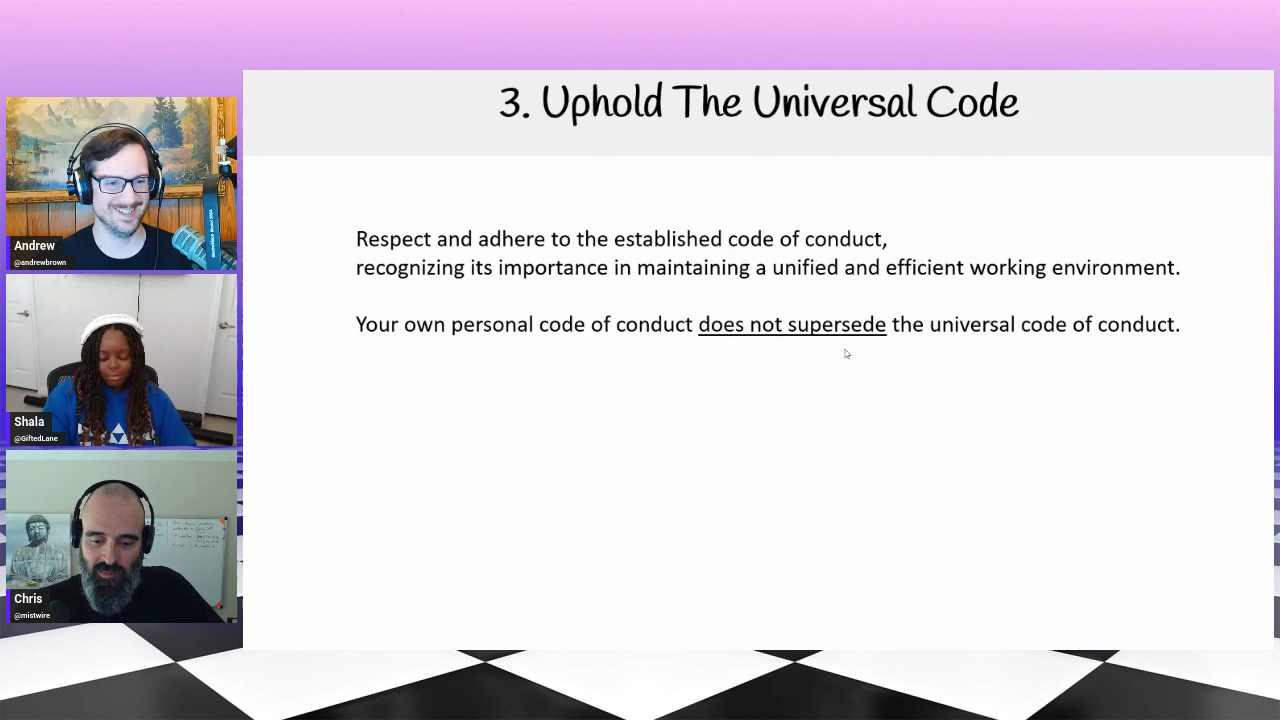 3. Uphold The Universal Code
Respect and adhere to the established code of conduct,
recognizing its importance in maintaining a unified and efficient working environment.
Your own personal code of conduct does not supersede the universal code of conduct.
Andrew
@andrewbrown
Shala
@GiftedLane
Chris
@mistwire